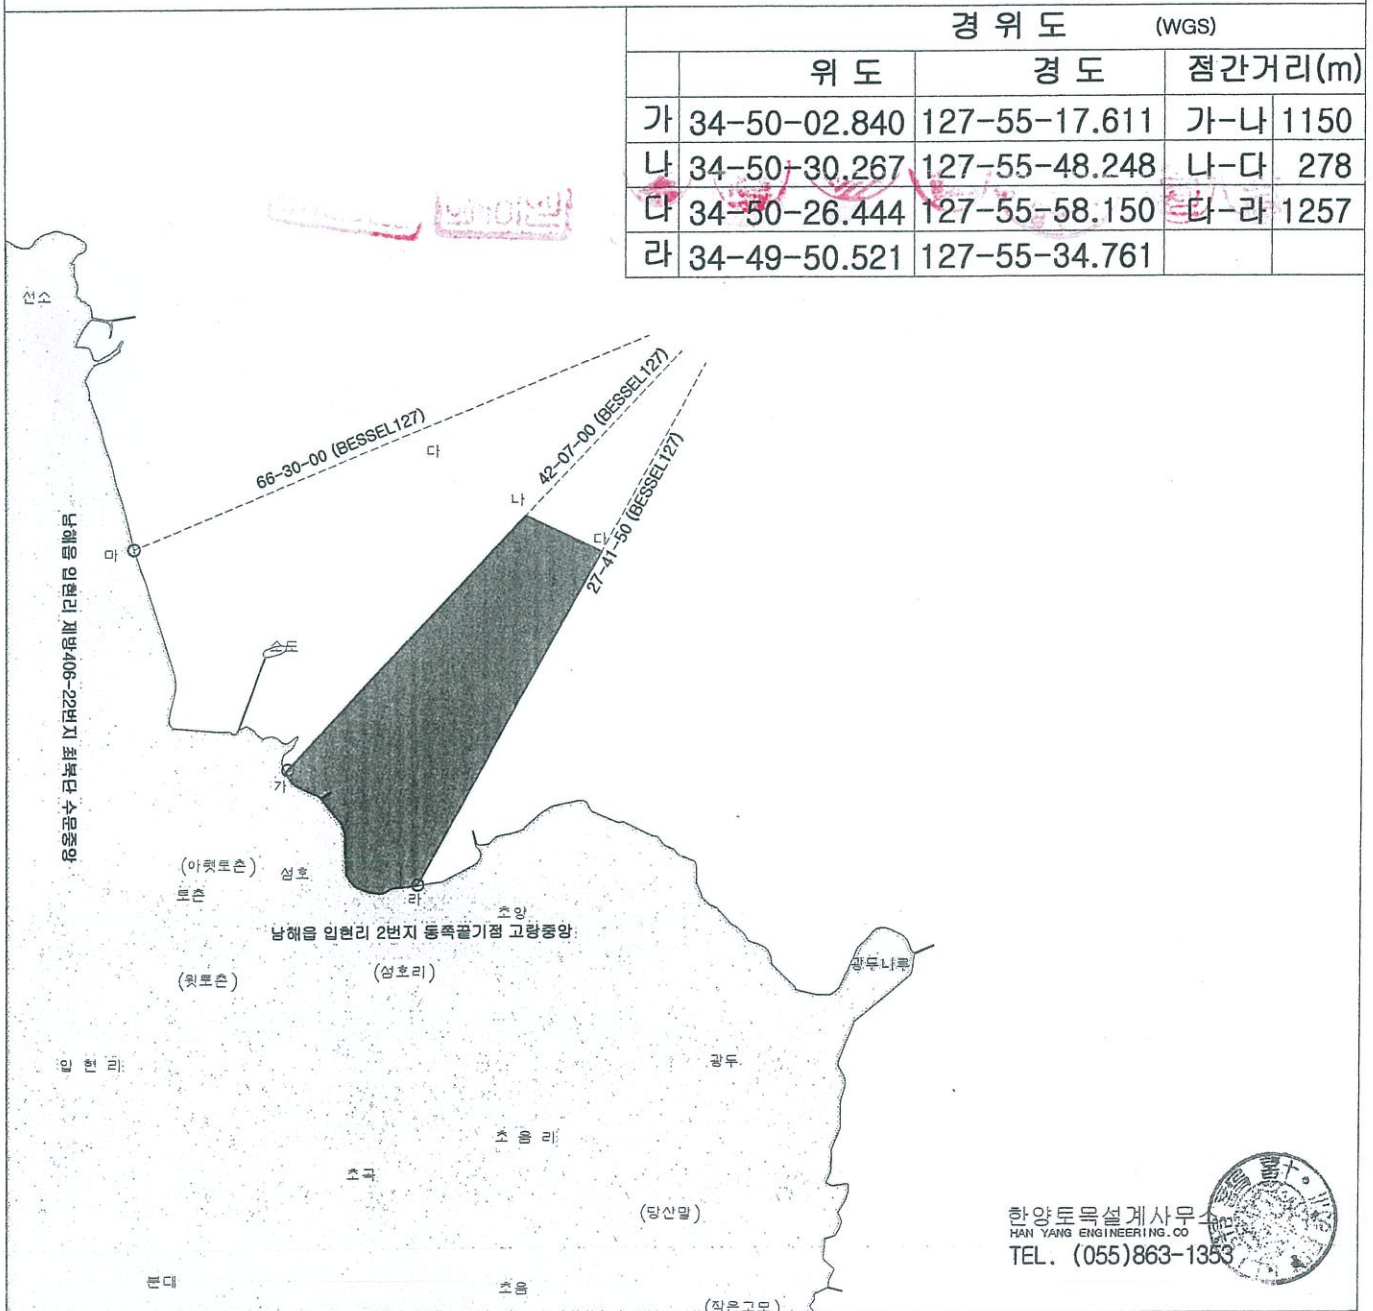 경 위 도 (WGS)
위 도 경 도 점간거리(m)
가 34-50-02.840 127-55-17.611 가-나 1150
나 34-50-30.267 127-55-48.248 나-다 278
다 34-50-26.444 127-55-58.150 다-라 1257
라 34-49-50.521 127-55-34.761
선소
66-30-00 (BESSEL127)
42-07-00 (BESSEL127)
27-41-50 (BESSEL127)
다
나
다
마
남해읍 입현리 제방406-22번지 최북단 수문중앙
소도
가
(아랫토촌)
섬호
토촌
라
초양
남해읍 입현리 2번지 동쪽끝기점 고랑중앙
(섬호리)
(윗토촌)
광두나루
입 현 리
광두
초 음 리
초곡
(당산말)
한양토목설계사무소
HAN YANG ENGINEERING.CO
TEL. (055)863-1353
분대
초음
(작은고모)